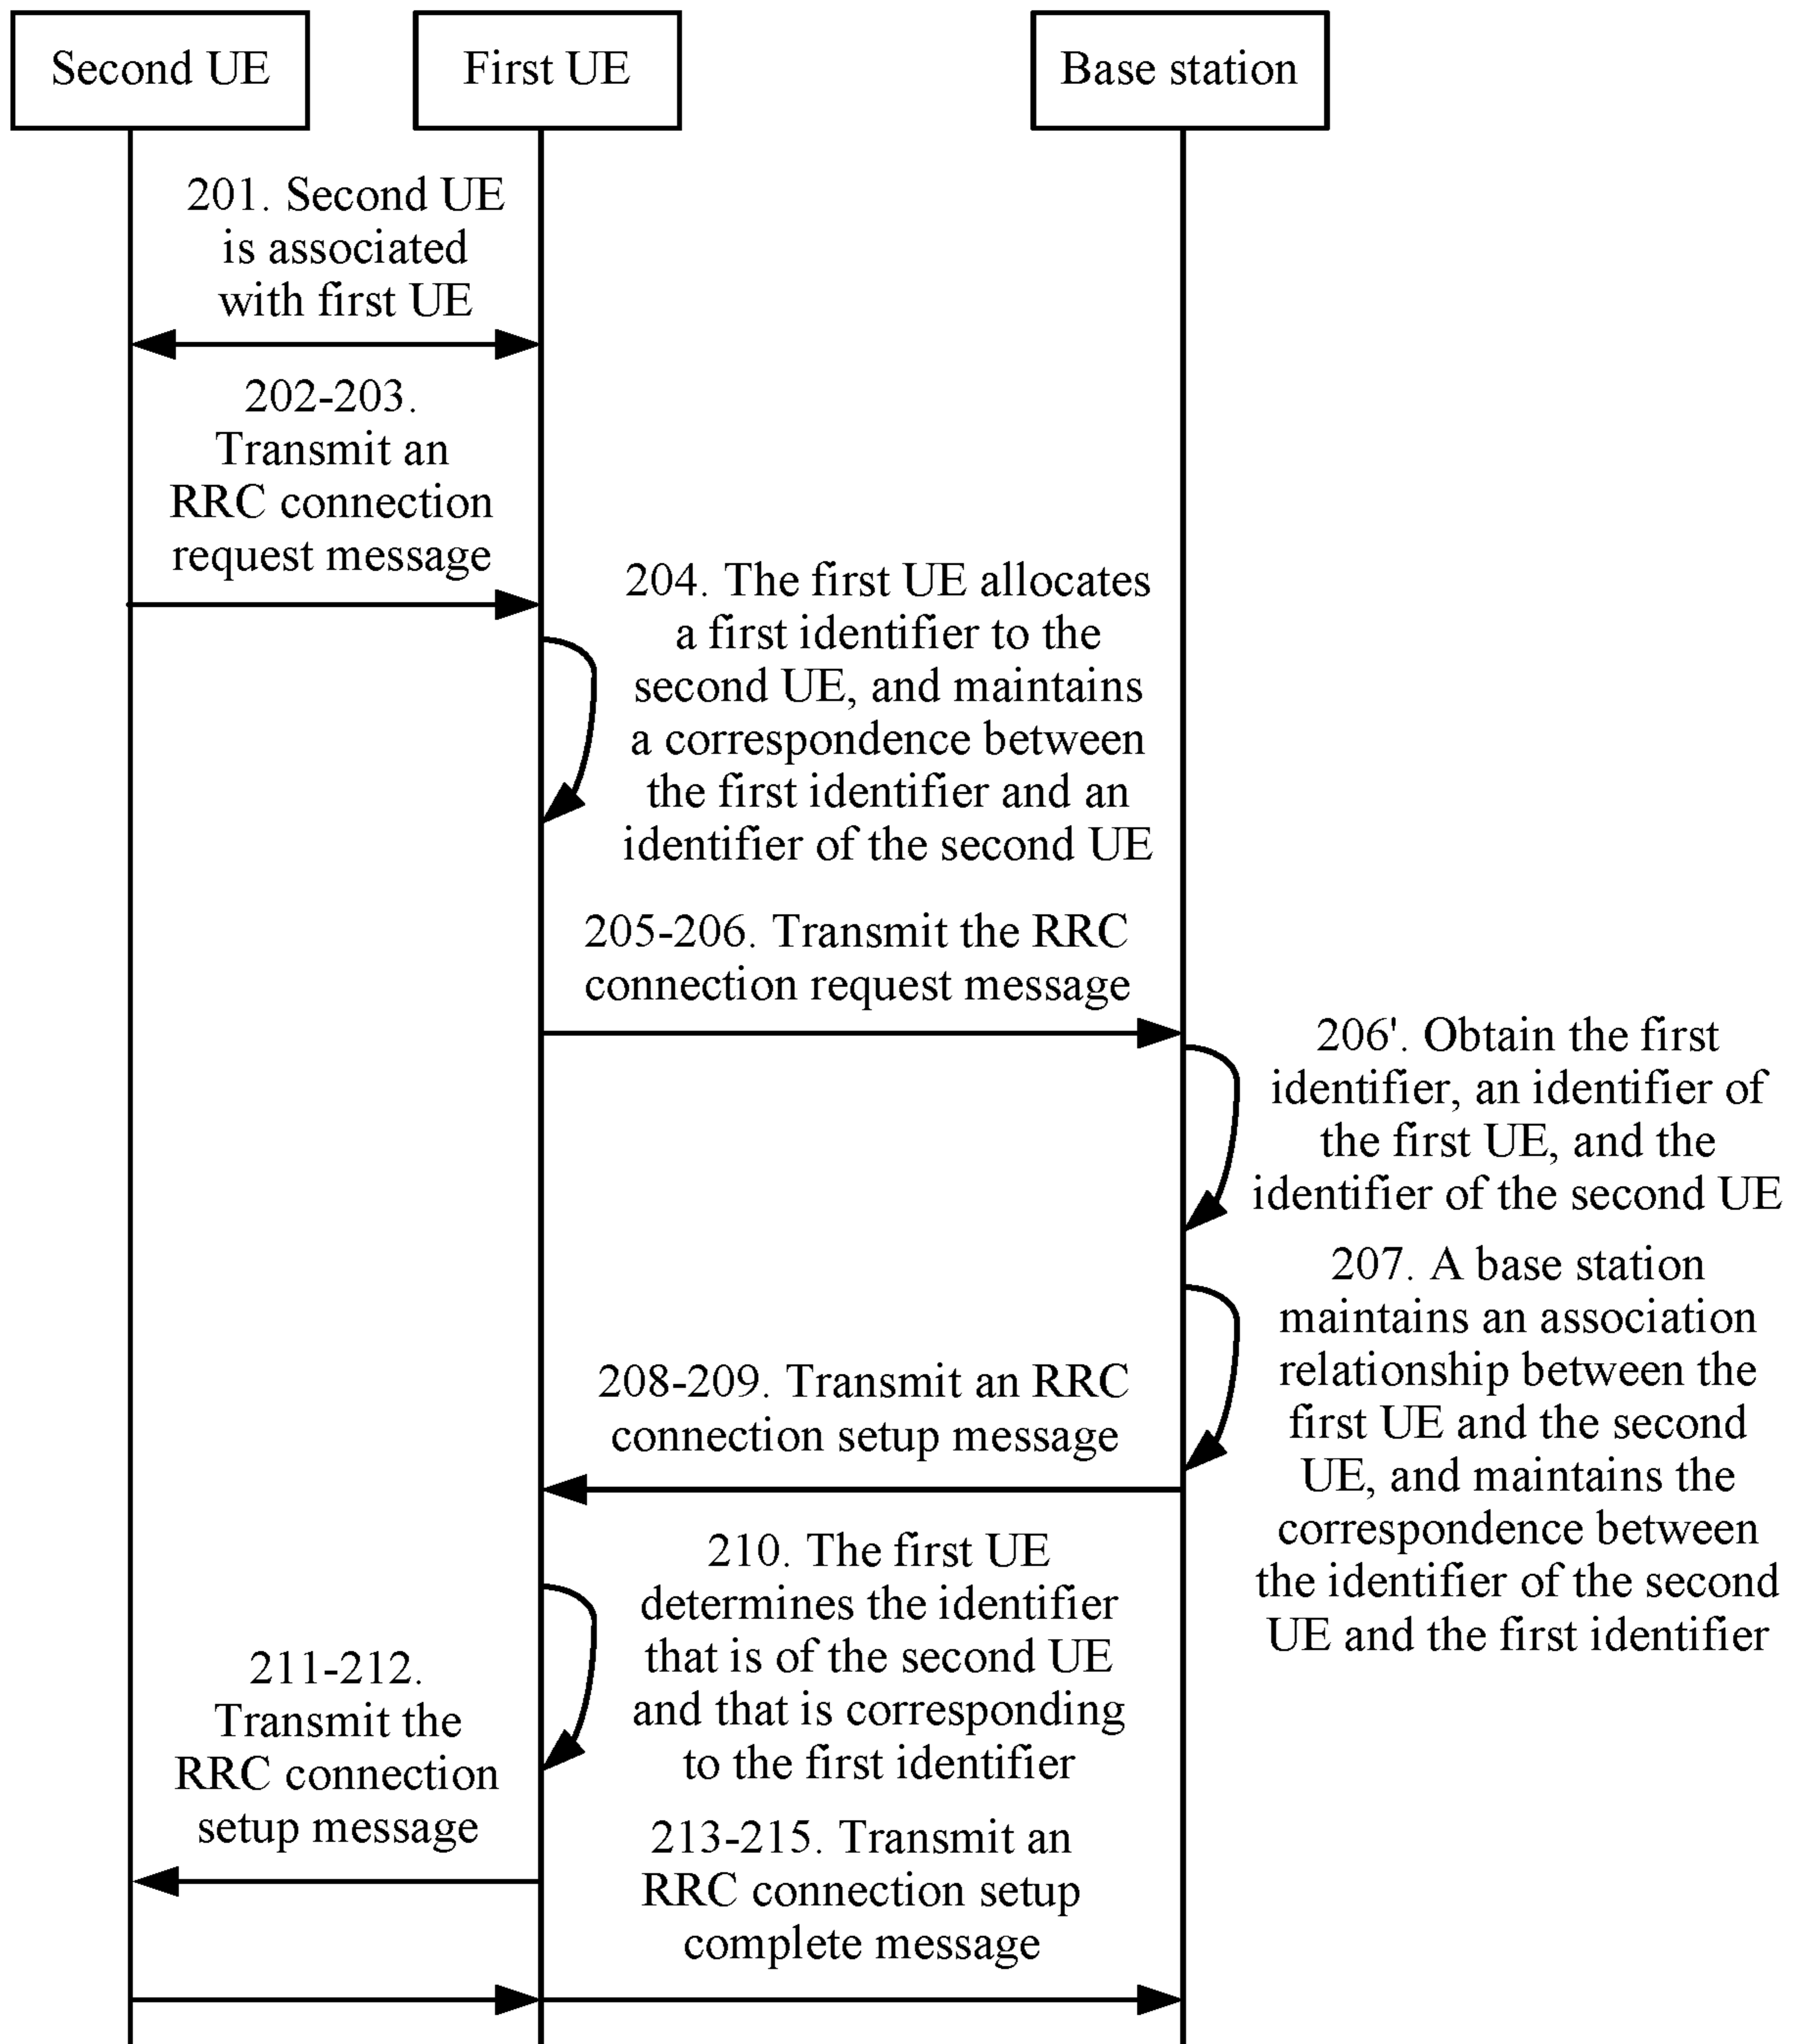 Second UE
First UE
Base station
201. Second UE
is associated
with first UE
202-203.
Transmit an
RRC connection
request message
204. The first UE allocates
a first identifier to the
second UE, and maintains
a correspondence between
the first identifier and an
identifier of the second UE
205-206. Transmit the RRC
connection request message
206'. Obtain the first
identifier, an identifier of
the first UE, and the
identifier of the second UE
207. A base station
maintains an association
relationship between the
first UE and the second
UE, and maintains the
correspondence between
the identifier of the second
UE and the first identifier
208-209. Transmit an RRC
connection setup message
210. The first UE
determines the identifier
that is of the second UE
and that is corresponding
to the first identifier
211-212.
Transmit the
RRC connection
setup message
213-215. Transmit an
RRC connection setup
complete message